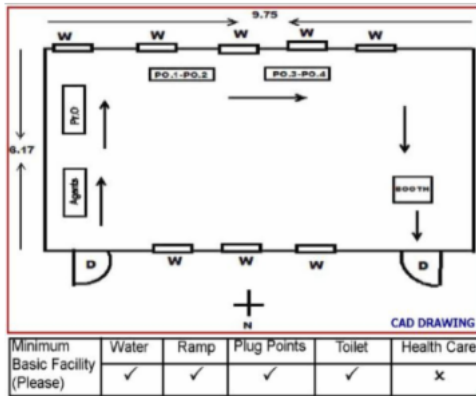 9.75
W W W W W
PO.1-PO.2 PO.3-PO.4
Pr.O
6.17
Agents
BOOTH
D W W W D
N
CAD DRAWING
Minimum Basic Facility (Please) Water Ramp Plug Points Toilet Health Care
✓ ✓ ✓ ✓ x